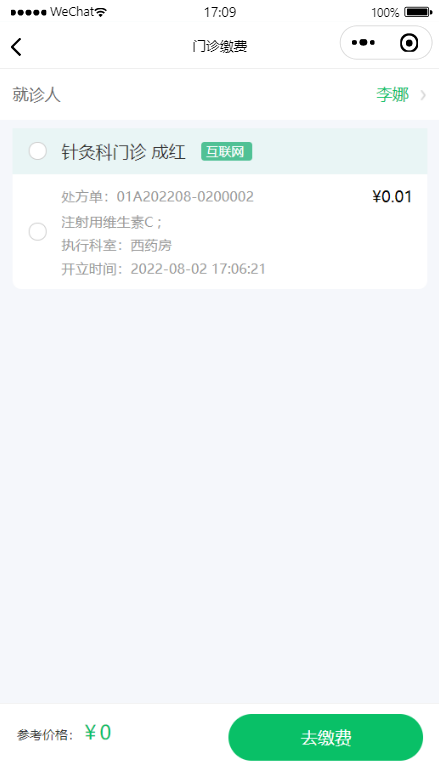 WeChat 17:09 100%
门诊缴费
就诊人 李娜
针灸科门诊 成红 互联网
处方单：01A202208-0200002 ¥0.01
注射用维生素C；
执行科室：西药房
开立时间：2022-08-02 17:06:21
参考价格： ¥0 去缴费